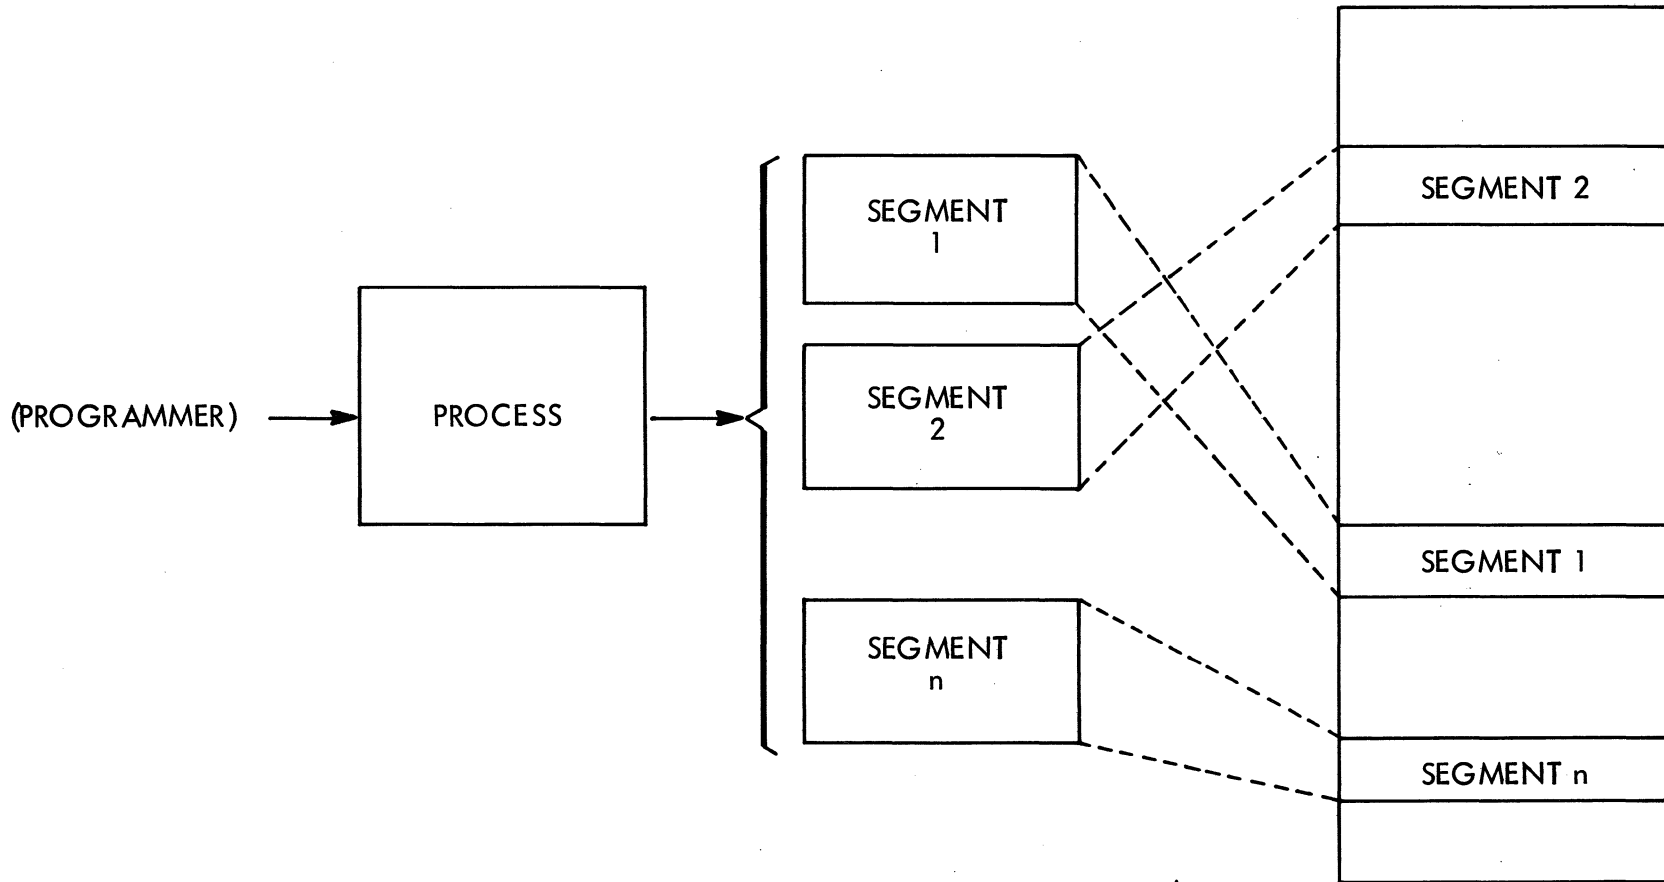 (PROGRAMMER)
PROCESS
SEGMENT
1
SEGMENT
2
SEGMENT
n
SEGMENT 2
SEGMENT 1
SEGMENT n